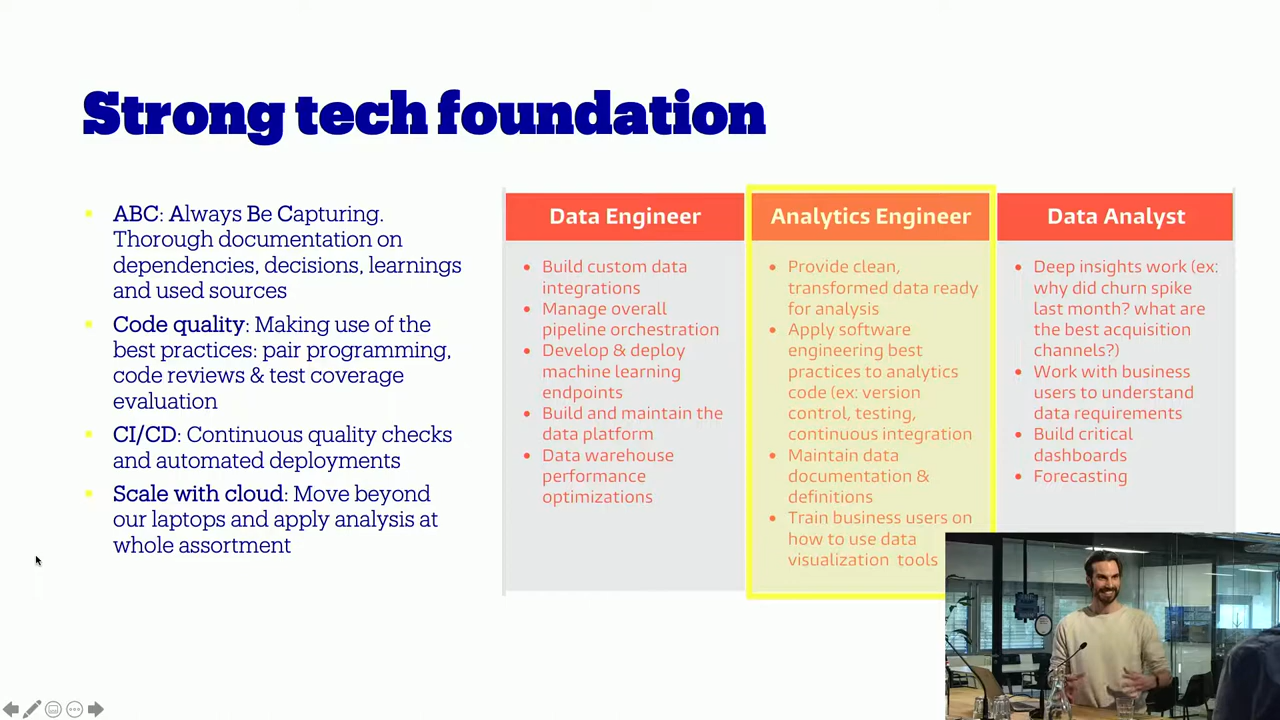 Strong tech foundation
ABC: Always Be Capturing.
Thorough documentation on
dependencies, decisions, learnings
and used sources
Code quality: Making use of the
best practices: pair programming,
code reviews & test coverage
evaluation
CI/CD: Continuous quality checks
and automated deployments
Scale with cloud: Move beyond
our laptops and apply analysis at
whole assortment
Data Engineer
Build custom data
integrations
Manage overall
pipeline orchestration
Develop & deploy
machine learning
endpoints
Build and maintain the
data platform
Data warehouse
performance
optimizations
Analytics Engineer
Provide clean,
transformed data ready
for analysis
Apply software
engineering best
practices to analytics
code (ex: version
control, testing,
continuous integration
Maintain data
documentation &
definitions
Train business users on
how to use data
visualization tools
Data Analyst
Deep insights work (ex:
why did churn spike
last month? what are
the best acquisition
channels?)
Work with business
users to understand
data requirements
Build critical
dashboards
Forecasting